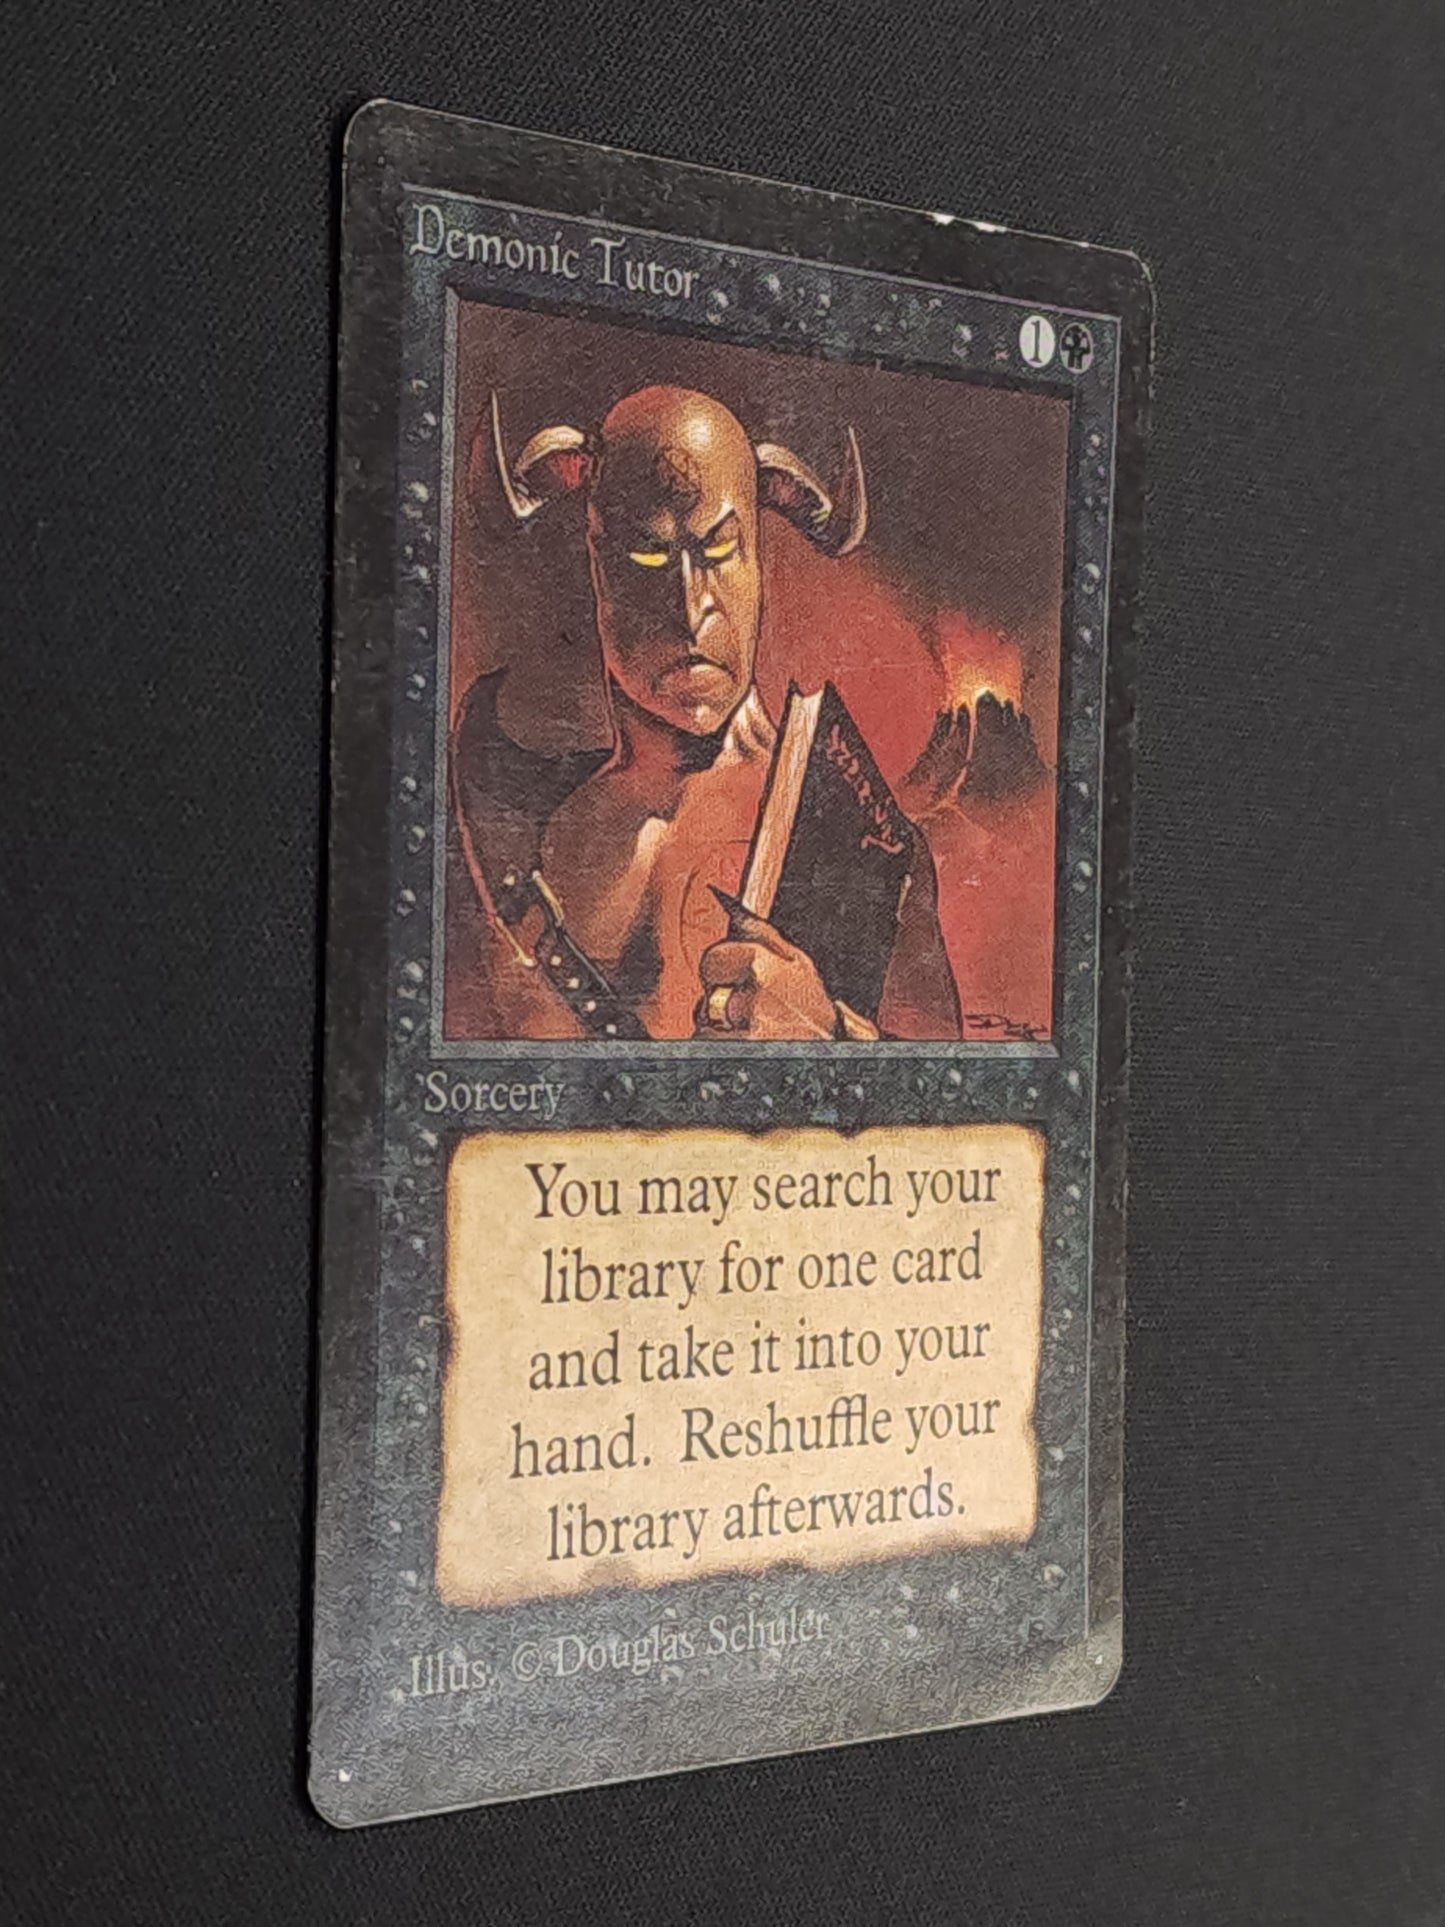 Demonic Tutor
1
Sorcery
You may search your
library for one card
and take it into your
hand. Reshuffle your
library afterwards.
Illus. © Douglas Schuler